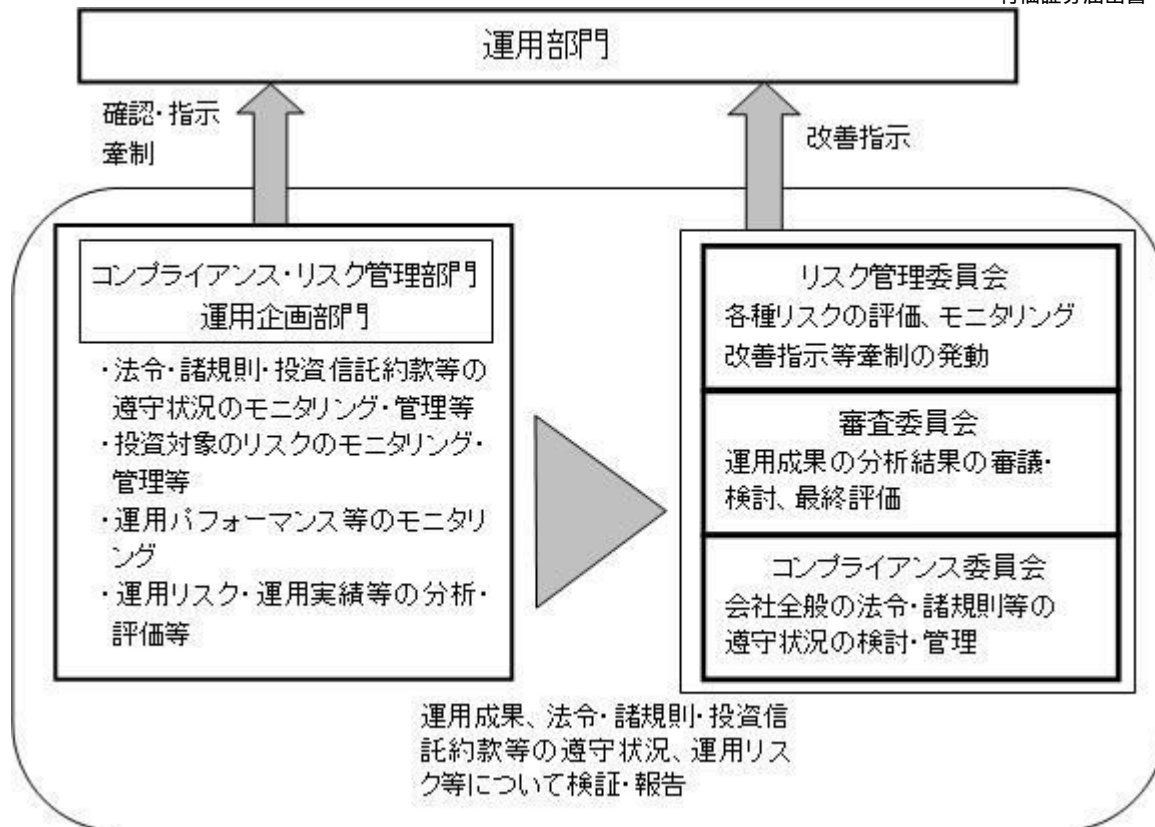 運用部門
確認・指示
牽制
改善指示
コンプライアンス・リスク管理部門
運用企画部門
・法令・諸規則・投資信託約款等の
遵守状況のモニタリング・管理等
・投資対象のリスクのモニタリング・
管理等
・運用パフォーマンス等のモニタリ
ング
・運用リスク・運用実績等の分析・
評価等
リスク管理委員会
各種リスクの評価、モニタリング
改善指示等牽制の発動
審査委員会
運用成果の分析結果の審議・
検討、最終評価
コンプライアンス委員会
会社全般の法令・諸規則等の
遵守状況の検討・管理
運用成果、法令・諸規則・投資信
託約款等の遵守状況、運用リス
ク等について検証・報告